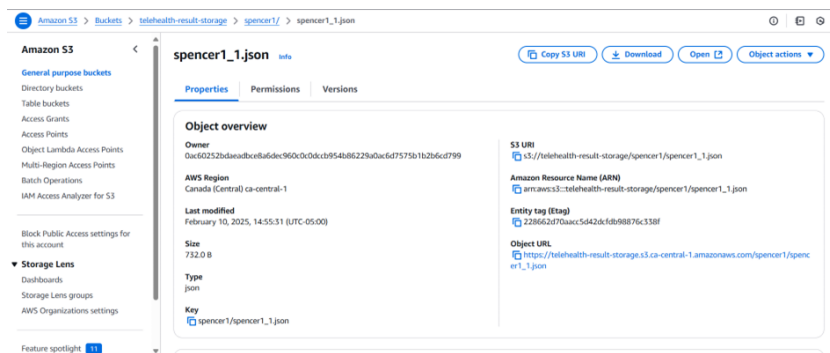 Amazon S3 > Buckets > telehealth-result-storage > spencer1/ > spencer1_1.json
Amazon S3
General purpose buckets
Directory buckets
Table buckets
Access Grants
Access Points
Object Lambda Access Points
Multi-Region Access Points
Batch Operations
IAM Access Analyzer for S3
Block Public Access settings for
this account
Storage Lens
Dashboards
Storage Lens groups
AWS Organizations settings
Feature spotlight 11
spencer1_1.json Info
Copy S3 URI
Download
Open
Object actions
Properties
Permissions
Versions
Object overview
Owner
0ac60252bdaeadbce8a6dec960c0c0dccb954b86229a0ac6d7575b1b2b6cd799
AWS Region
Canada (Central) ca-central-1
Last modified
February 10, 2025, 14:55:31 (UTC-05:00)
Size
732.0 B
Type
json
Key
spencer1/spencer1_1.json
S3 URI
s3://telehealth-result-storage/spencer1/spencer1_1.json
Amazon Resource Name (ARN)
arn:aws:s3:::telehealth-result-storage/spencer1/spencer1_1.json
Entity tag (Etag)
228662d70aacc5d42dcfdb98876c338f
Object URL
https://telehealth-result-storage.s3.ca-central-1.amazonaws.com/spencer1/spenc
er1_1.json